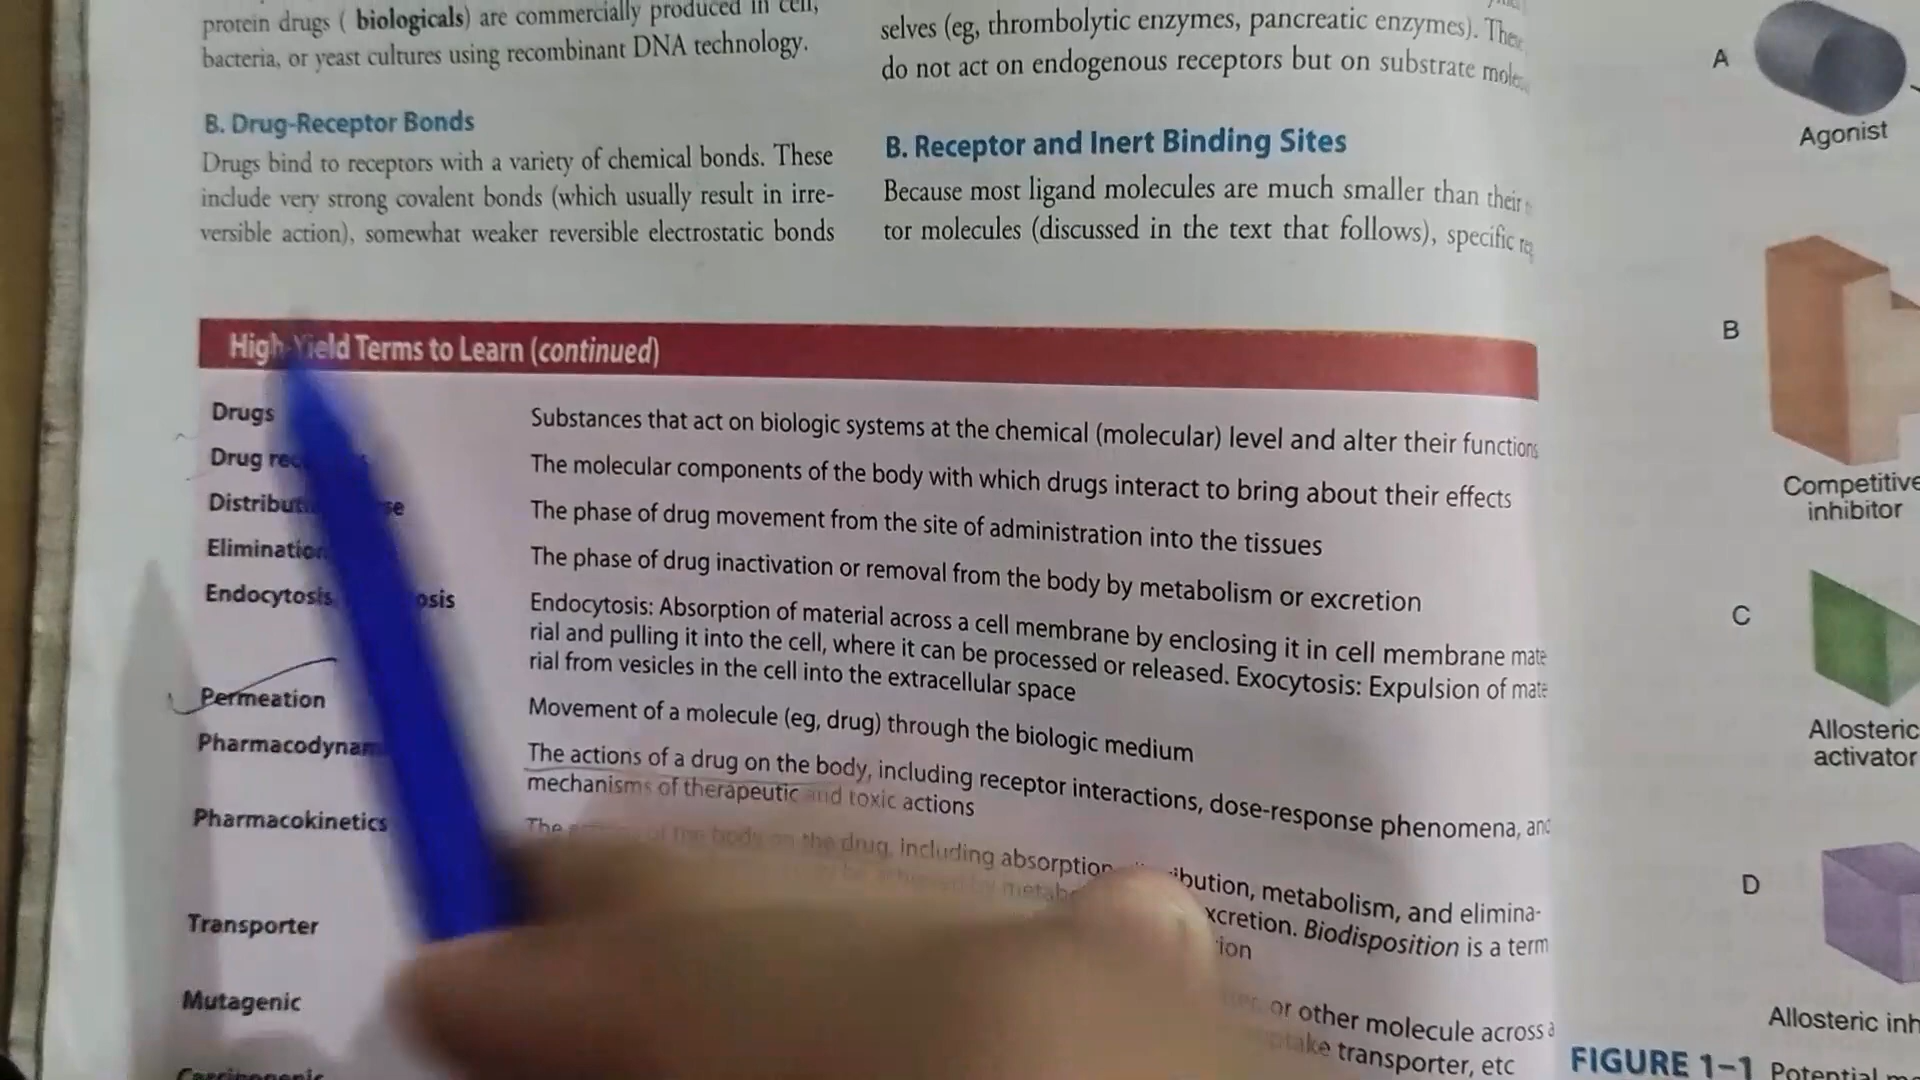 protein drugs ( biologicals) are commercially produced in cell,
bacteria, or yeast cultures using recombinant DNA technology.
B. Drug-Receptor Bonds
Drugs bind to receptors with a variety of chemical bonds. These
include very strong covalent bonds (which usually result in irre-
versible action), somewhat weaker reversible electrostatic bonds
selves (eg, thrombolytic enzymes, pancreatic enzymes). These
do not act on endogenous receptors but on substrate
B. Receptor and Inert Binding Sites
Because most ligand molecules are much smaller than their
tor molecules (discussed in the text that follows), specific
High-Yield Terms to Learn (continued)
Drugs Substances that act on biologic systems at the chemical (molecular) level and alter their functions
Drug The molecular components of the body with which drugs interact to bring about their effects
The phase of drug movement from the site of administration into the tissues
Elimination The phase of drug inactivation or removal from the body by metabolism or excretion
Endocytosis, Endocytosis: Absorption of material across a cell membrane by enclosing it in cell membrane mate
rial and pulling it into the cell, where it can be processed or released. Exocytosis: Expulsion of mate
rial from vesicles in the cell into the extracellular space
Permeation Movement of a molecule (eg, drug) through the biologic medium
The actions of a drug on the body, including receptor interactions, dose-response phenomena, and
mechanisms of therapeutic and toxic actions
Pharmacokinetics The actions of the body on the drug, including absorption, metabolism, and elimina-
excretion. Biodisposition is a term
Transporter
or other molecule across a
transporter, etc
Mutagenic
Carcinogenic
A
Agonist
B
Competitive
inhibitor
C
Allosteric
activator
D
Allosteric inh
FIGURE 1–1 Potential